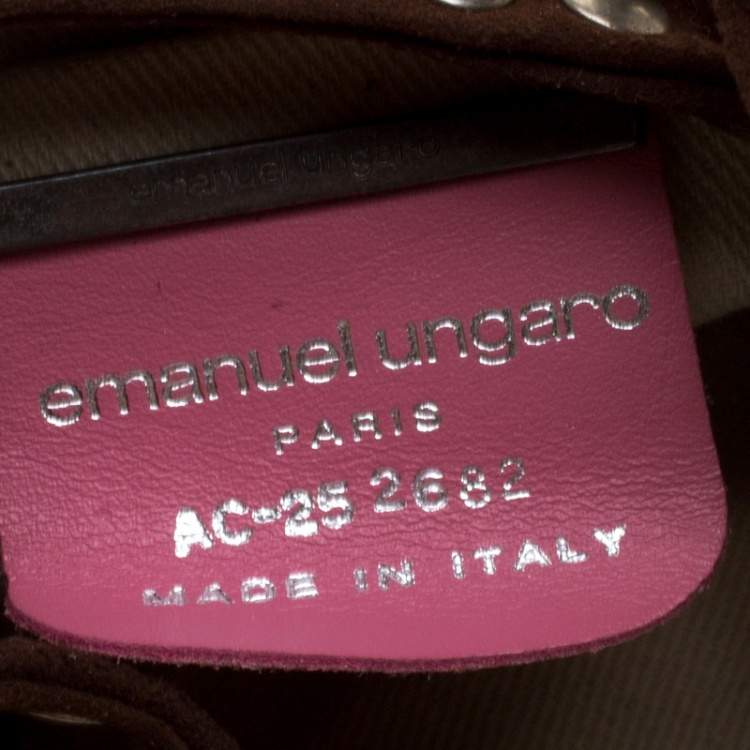 emanuel ungaro
emanuel ungaro
PARIS
AC-25 2682
MADE IN ITALY